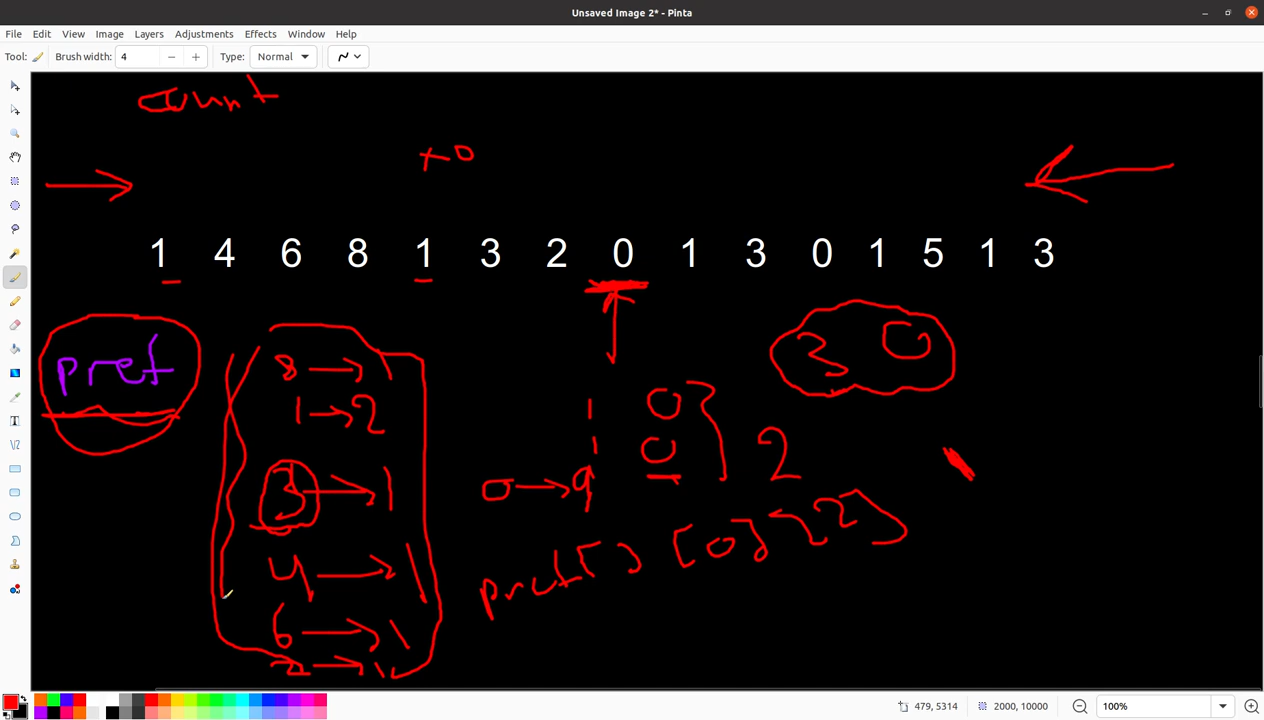 Unsaved Image 2* - Pinta
File Edit View Image Layers Adjustments Effects Window Help
Tool: Brush width: 4 Type: Normal
count
+0
1 4 6 8 1 3 2 0 1 3 0 1 5 1 3
pref
3 0
8 → 1
1 → 2
3 → 1
4 → 1
6 → 1
2 → 1
1 0
1 0
2
0 → 9
pref[][0][2]
479, 5314 2000, 10000 100%